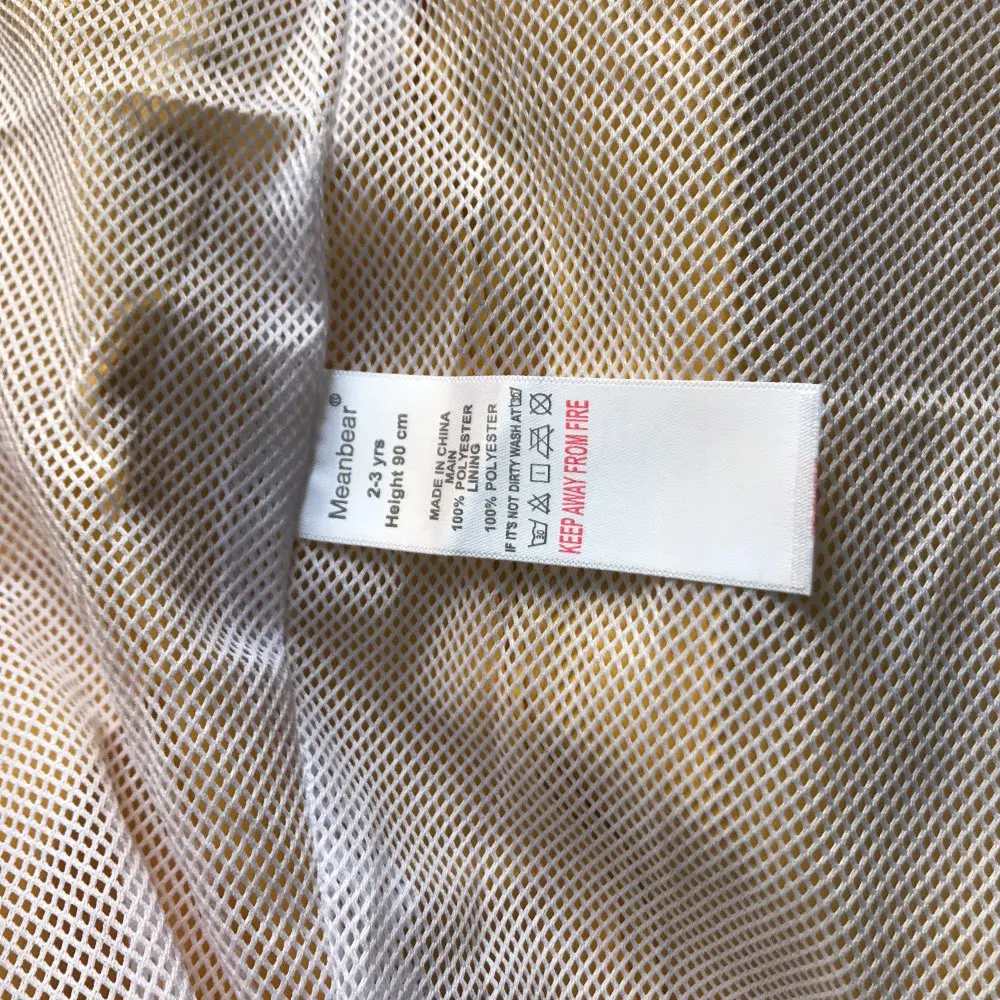 Meanbear®
2-3 yrs
Height 90 cm
MADE IN CHINA
MAIN
100% POLYESTER
LINING
100% POLYESTER
IF IT'S NOT DIRTY WASH AT 30
30
KEEP AWAY FROM FIRE